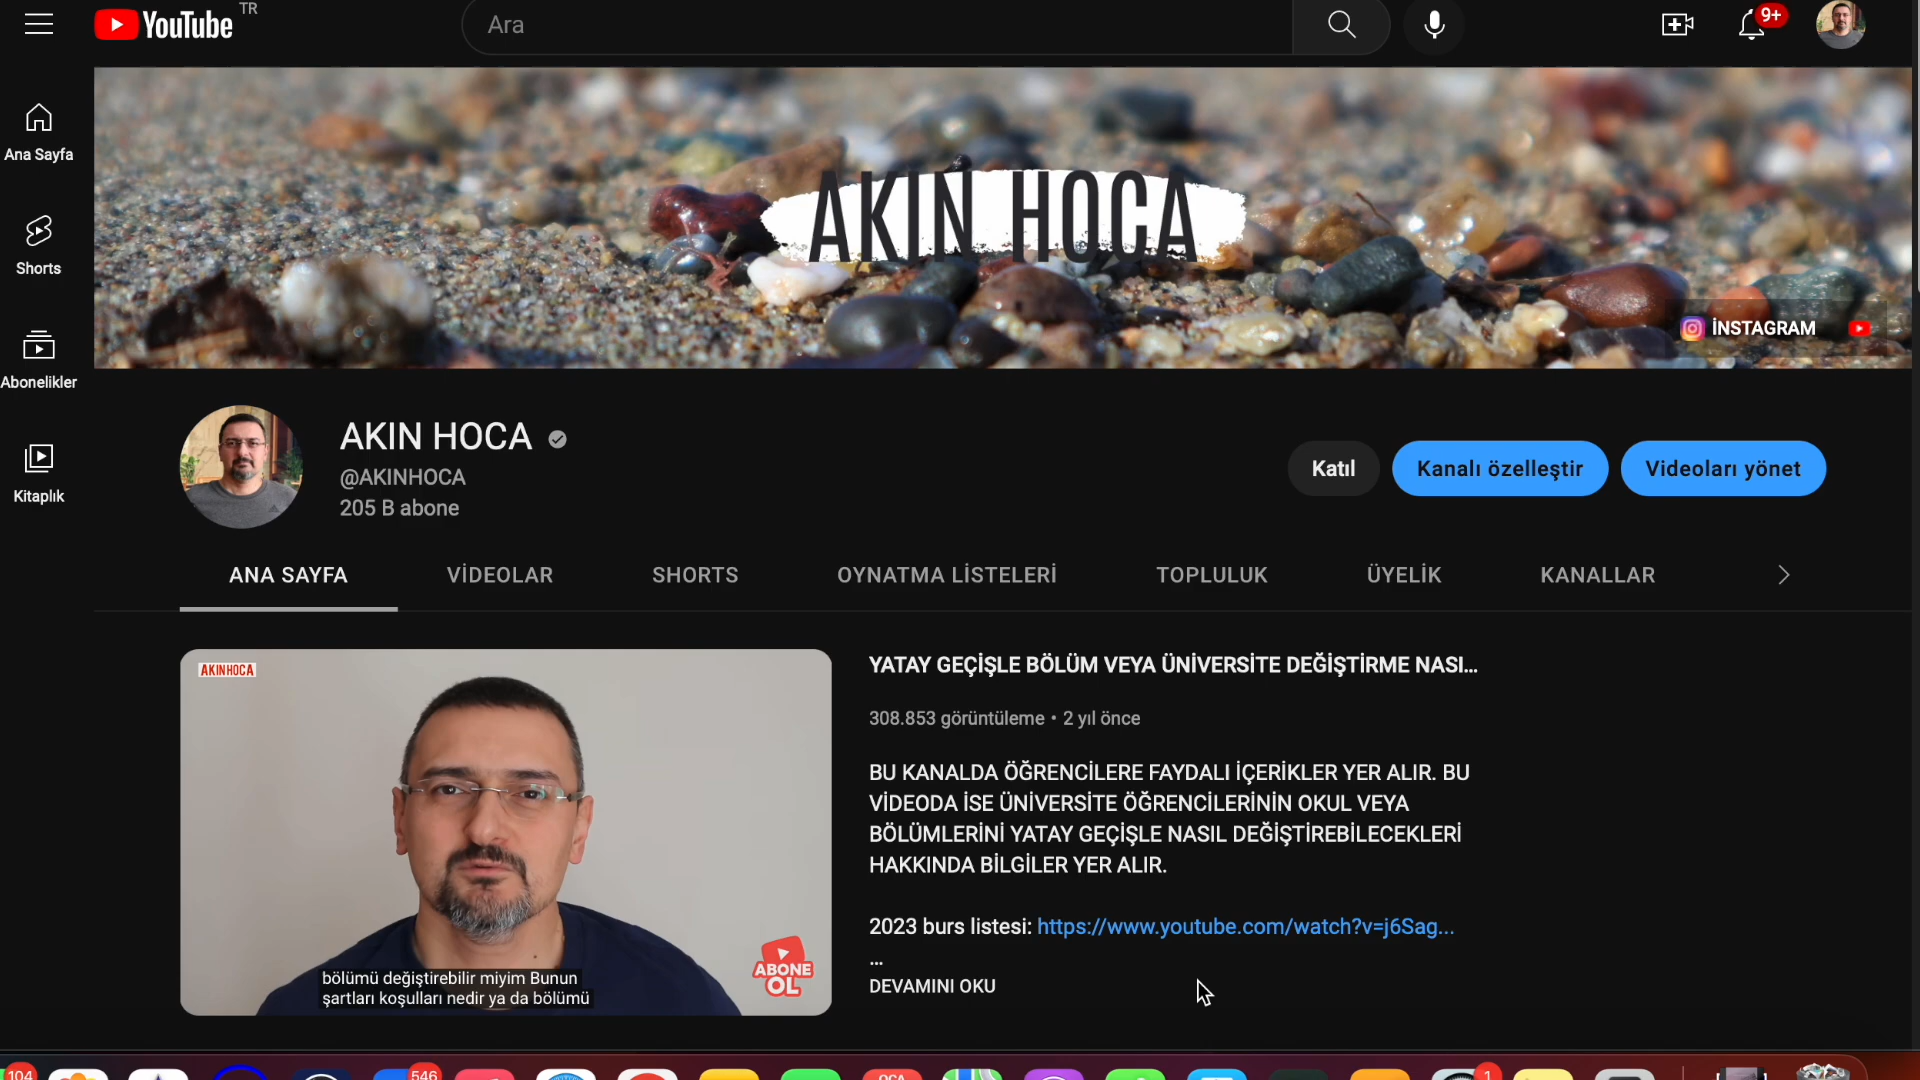 YouTube TR
Ara
9+
Ana Sayfa
Shorts
Abonelikler
Kitaplık
AKIN HOCA
İNSTAGRAM
AKIN HOCA
@AKINHOCA
205 B abone
Katıl
Kanalı özelleştir
Videoları yönet
ANA SAYFA VİDEOLAR SHORTS OYNATMA LİSTELERİ TOPLULUK ÜYELİK KANALLAR
AKINHOCA
bölümü değiştirebilir miyim Bunun
şartları koşulları nedir ya da bölümü
ABONE
OL
YATAY GEÇİŞLE BÖLÜM VEYA ÜNİVERSİTE DEĞİŞTİRME NASI...
308.853 görüntüleme • 2 yıl önce
BU KANALDA ÖĞRENCİLERE FAYDALI İÇERİKLER YER ALIR. BU
VİDEODA İSE ÜNİVERSİTE ÖĞRENCİLERİNİN OKUL VEYA
BÖLÜMLERİNİ YATAY GEÇİŞLE NASIL DEĞİŞTİREBİLECEKLERİ
HAKKINDA BİLGİLER YER ALIR.
2023 burs listesi: https://www.youtube.com/watch?v=j6Sag...
...
DEVAMINI OKU
104
546
1